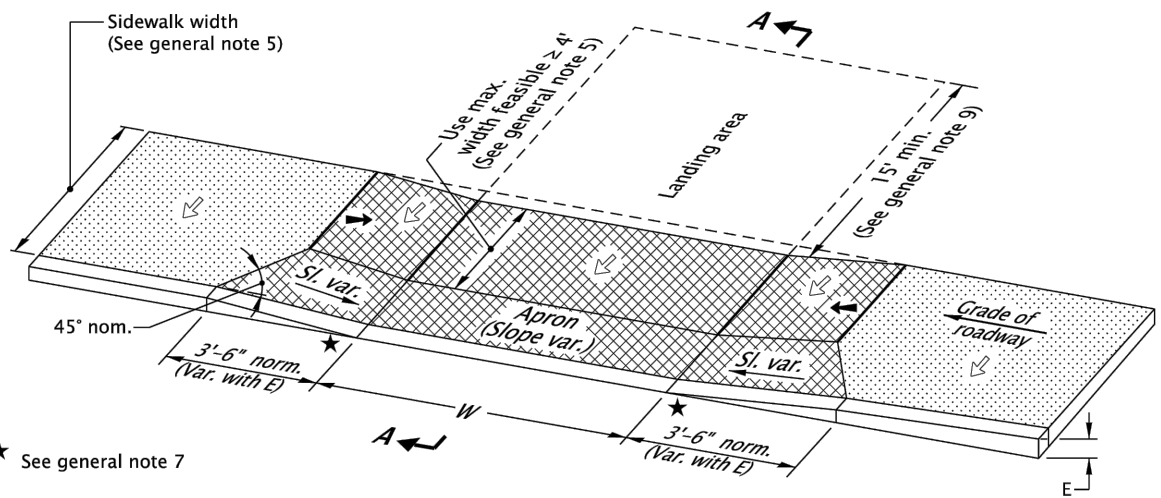 Sidewalk width
(See general note 5)
A
Use max.
width feasible ≥ 4'
(See general note 5)
Landing area
15' min.
(See general note 9)
Sl. var.
45° nom.
Apron
(Slope var.)
Grade of
roadway
Sl. var.
3'-6" norm.
(Var. with E)
★
W
★
3'-6" norm.
(Var. with E)
A
E
★ See general note 7